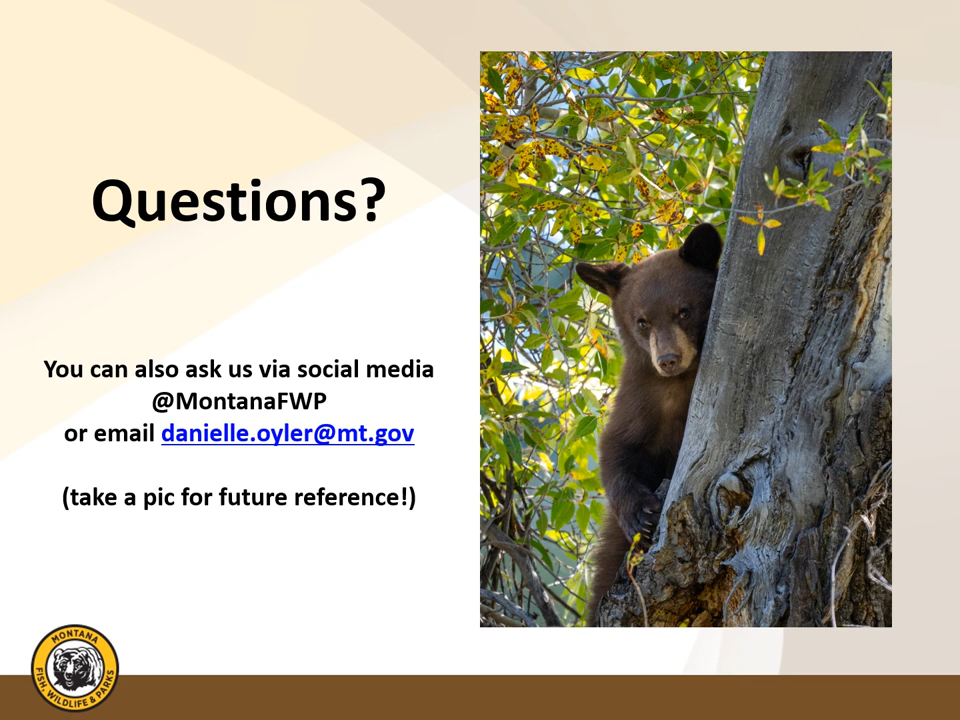 Questions?
You can also ask us via social media
@MontanaFWP
or email danielle.oyler@mt.gov
(take a pic for future reference!)
MONTANA
FISH, WILDLIFE & PARKS